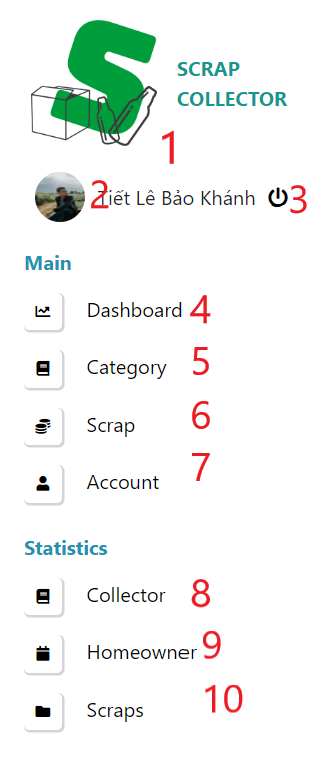 S
SCRAP
COLLECTOR
1
2 Tiết Lê Bảo Khánh 3
Main
Dashboard 4
Category 5
Scrap 6
Account 7
Statistics
Collector 8
Homeowner 9
Scraps 10